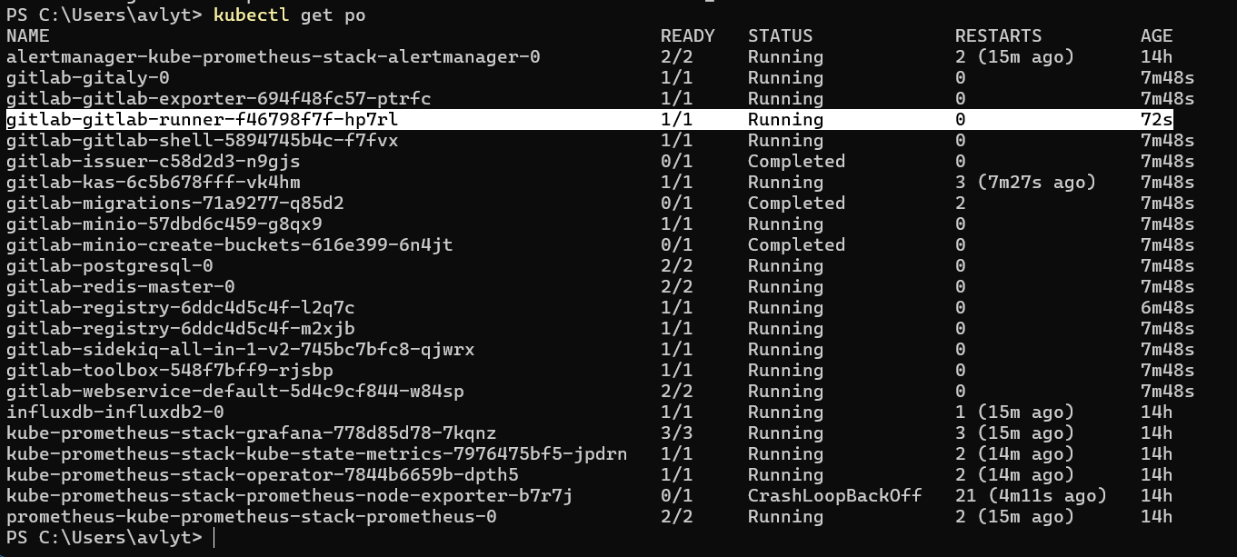 PS C:\Users\avlyt> kubectl get po
NAME READY STATUS RESTARTS AGE
alertmanager-kube-prometheus-stack-alertmanager-0 2/2 Running 2 (15m ago) 14h
gitlab-gitaly-0 1/1 Running 0 7m48s
gitlab-gitlab-exporter-694f48fc57-ptrfc 1/1 Running 0 7m48s
gitlab-gitlab-runner-f46798f7f-hp7rl 1/1 Running 0 72s
gitlab-gitlab-shell-5894745b4c-f7fvx 1/1 Running 0 7m48s
gitlab-issuer-c58d2d3-n9gjs 0/1 Completed 0 7m48s
gitlab-kas-6c5b678fff-vk4hm 1/1 Running 3 (7m27s ago) 7m48s
gitlab-migrations-71a9277-q85d2 0/1 Completed 2 7m48s
gitlab-minio-57dbd6c459-g8qx9 1/1 Running 0 7m48s
gitlab-minio-create-buckets-616e399-6n4jt 0/1 Completed 0 7m48s
gitlab-postgresql-0 2/2 Running 0 7m48s
gitlab-redis-master-0 2/2 Running 0 7m48s
gitlab-registry-6ddc4d5c4f-l2q7c 1/1 Running 0 6m48s
gitlab-registry-6ddc4d5c4f-m2xjb 1/1 Running 0 7m48s
gitlab-sidekiq-all-in-1-v2-745bc7bfc8-qjwrx 1/1 Running 0 7m48s
gitlab-toolbox-548f7bff9-rjsbp 1/1 Running 0 7m48s
gitlab-webservice-default-5d4c9cf844-w84sp 2/2 Running 0 7m48s
influxdb-influxdb2-0 1/1 Running 1 (15m ago) 14h
kube-prometheus-stack-grafana-778d85d78-7kqnz 3/3 Running 3 (15m ago) 14h
kube-prometheus-stack-kube-state-metrics-7976475bf5-jpdrn 1/1 Running 2 (14m ago) 14h
kube-prometheus-stack-operator-7844b6659b-dpth5 1/1 Running 2 (14m ago) 14h
kube-prometheus-stack-prometheus-node-exporter-b7r7j 0/1 CrashLoopBackOff 21 (4m11s ago) 14h
prometheus-kube-prometheus-stack-prometheus-0 2/2 Running 2 (15m ago) 14h
PS C:\Users\avlyt>